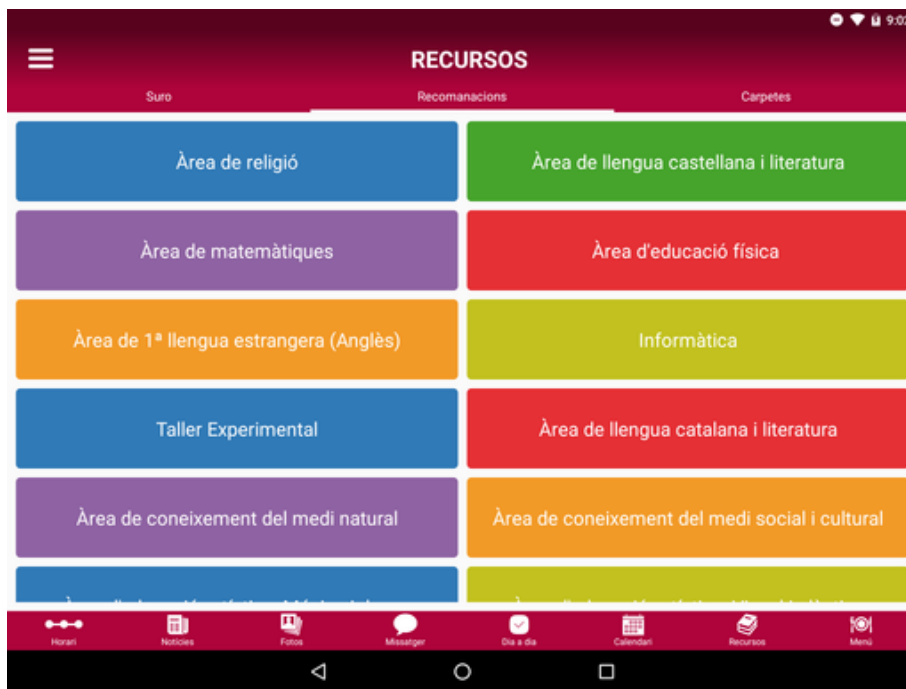 9:02
RECURSOS
Suro Recomanacions Carpetes
Àrea de religió
Àrea de llengua castellana i literatura
Àrea de matemàtiques
Àrea d'educació física
Àrea de 1ª llengua estrangera (Anglès)
Informàtica
Taller Experimental
Àrea de llengua catalana i literatura
Àrea de coneixement del medi natural
Àrea de coneixement del medi social i cultural
Horari Notícies Fotos Missatger Dia a dia Calendari Recursos Menú